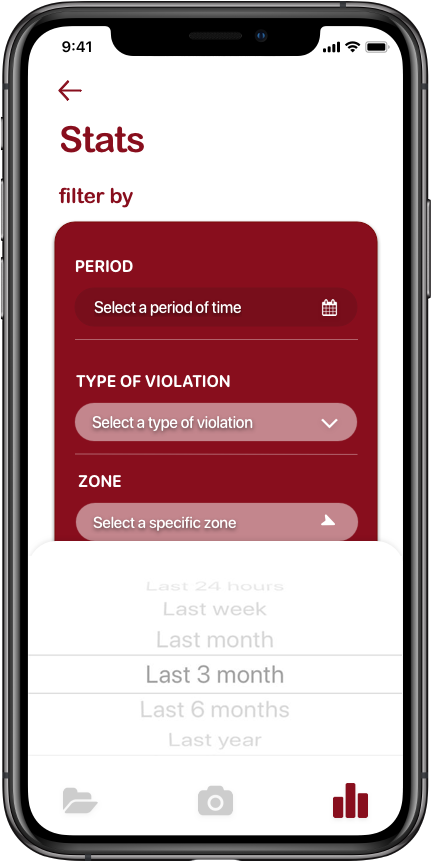 9:41
Stats
filter by
PERIOD
Select a period of time
TYPE OF VIOLATION
Select a type of violation
ZONE
Select a specific zone
Last 24 hours
Last week
Last month
Last 3 month
Last 6 months
Last year